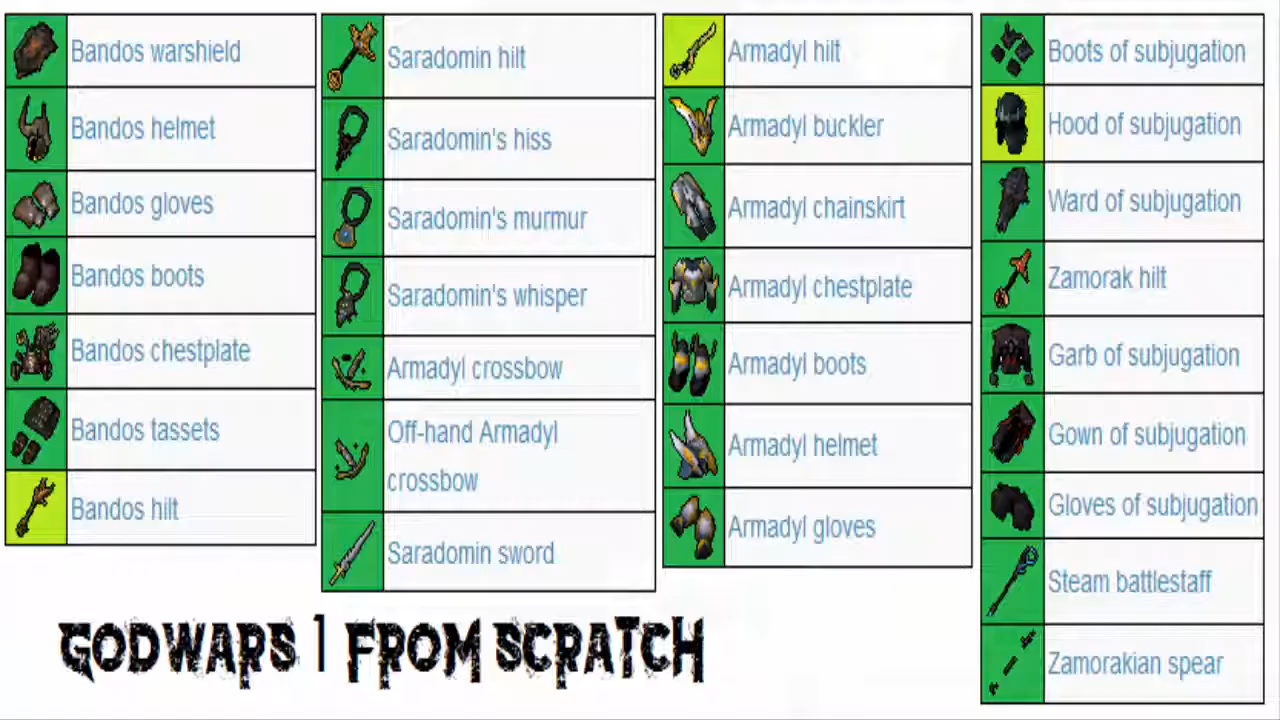 Bandos warshield
Bandos helmet
Bandos gloves
Bandos boots
Bandos chestplate
Bandos tassets
Bandos hilt
Saradomin hilt
Saradomin's hiss
Saradomin's murmur
Saradomin's whisper
Armadyl crossbow
Off-hand Armadyl
crossbow
Saradomin sword
Armadyl hilt
Armadyl buckler
Armadyl chainskirt
Armadyl chestplate
Armadyl boots
Armadyl helmet
Armadyl gloves
Boots of subjugation
Hood of subjugation
Ward of subjugation
Zamorak hilt
Garb of subjugation
Gown of subjugation
Gloves of subjugation
Steam battlestaff
Zamorakian spear
GODWARS 1 FROM SCRATCH